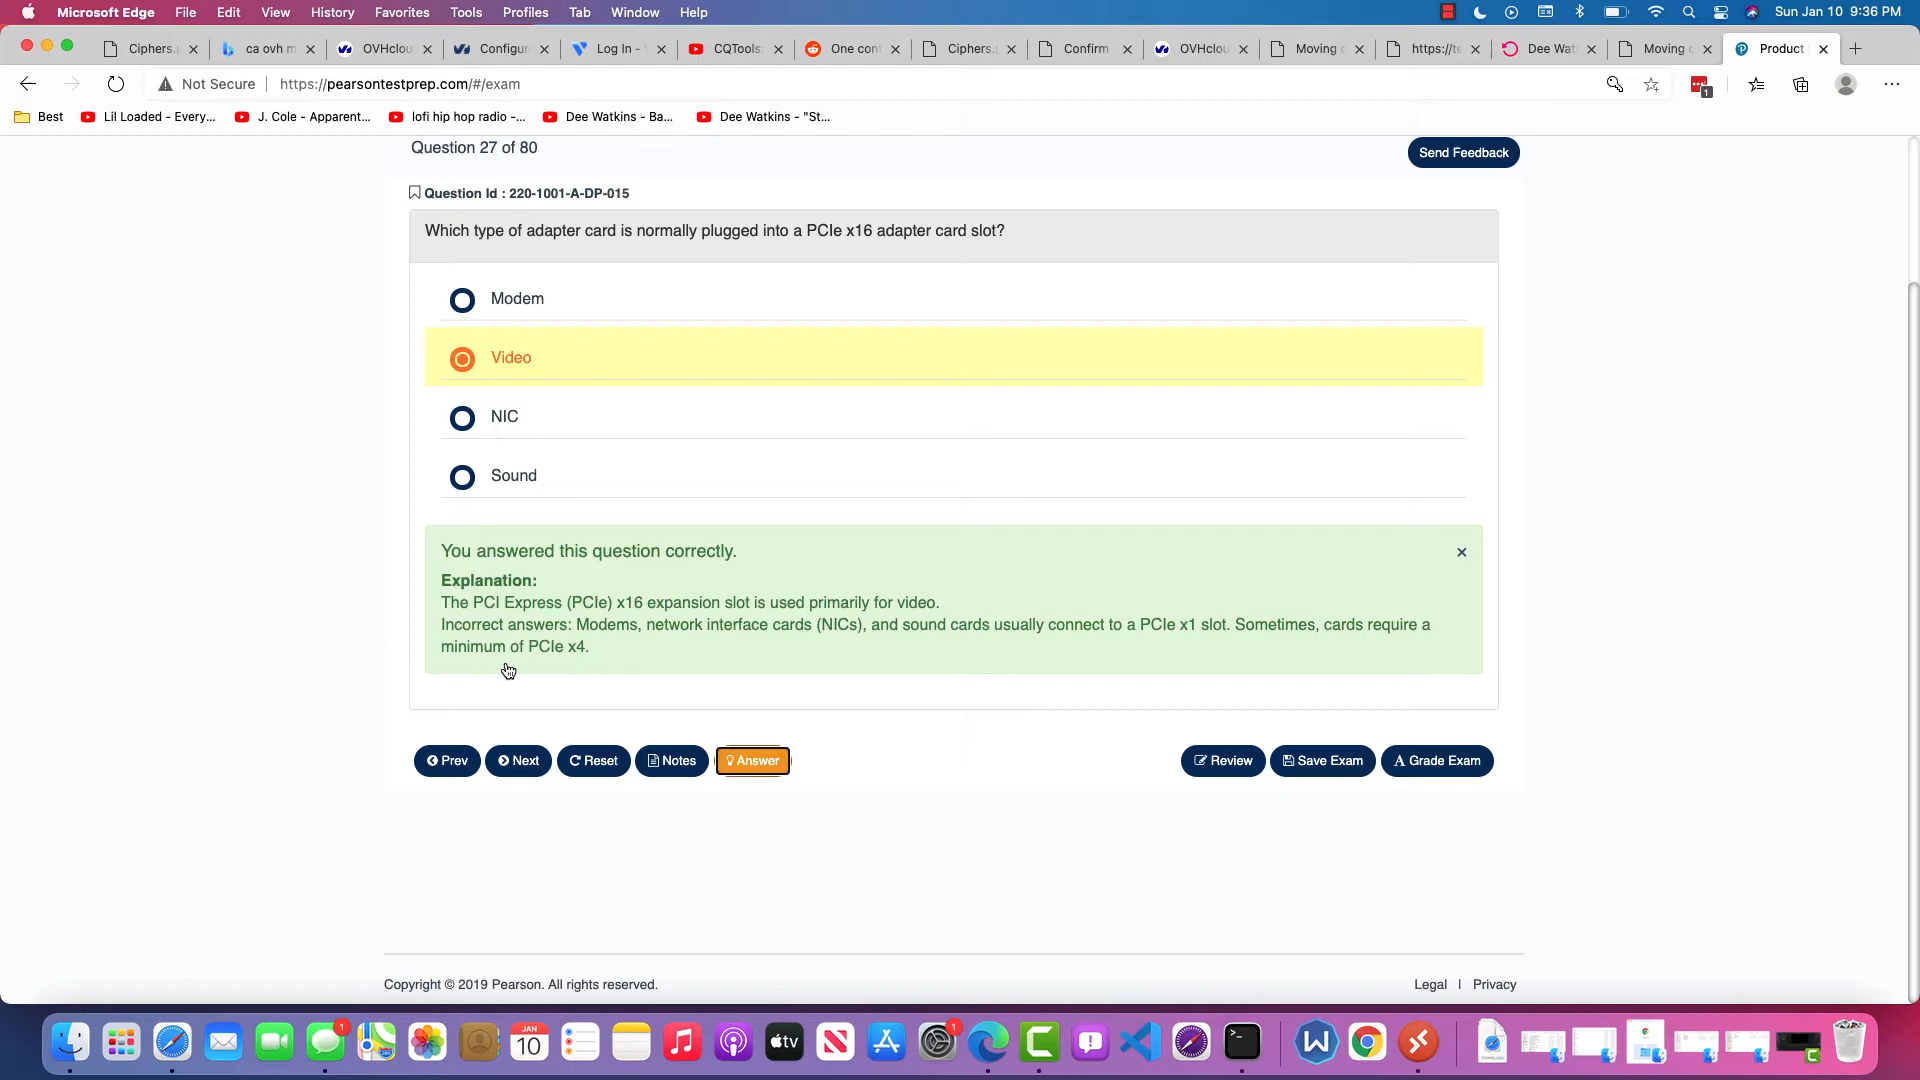 Microsoft Edge File Edit View History Favorites Tools Profiles Tab Window Help Sun Jan 10 9:36 PM
Ciphers. ca ovh m OVHclou Configur Log In - CQTools: One con Ciphers. Confirm OVHclou Moving c https://te Dee Wat Moving c Product
Not Secure https://pearsontestprep.com/#/exam 1
Best Lil Loaded - Every... J. Cole - Apparent... lofi hip hop radio -... Dee Watkins - Ba... Dee Watkins - "St...
Question 27 of 80
Send Feedback
Question Id : 220-1001-A-DP-015
Which type of adapter card is normally plugged into a PCIe x16 adapter card slot?
Modem
Video
NIC
Sound
You answered this question correctly.
Explanation:
The PCI Express (PCIe) x16 expansion slot is used primarily for video.
Incorrect answers: Modems, network interface cards (NICs), and sound cards usually connect to a PCIe x1 slot. Sometimes, cards require a
minimum of PCIe x4.
Prev Next Reset Notes Answer Review Save Exam A Grade Exam
Copyright © 2019 Pearson. All rights reserved. Legal | Privacy
1 JAN 10 tv 1